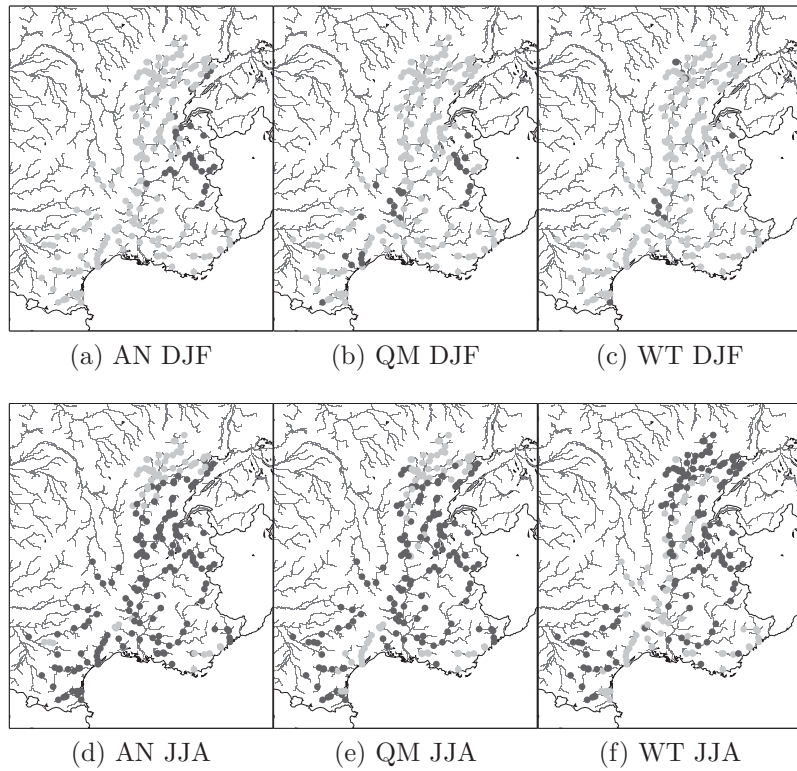 (a) AN DJF
(b) QM DJF
(c) WT DJF
(d) AN JJA
(e) QM JJA
(f) WT JJA